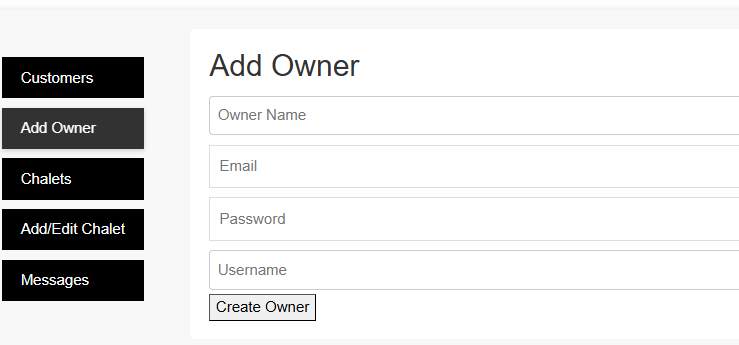 Customers
Add Owner
Chalets
Add/Edit Chalet
Messages
Add Owner
Owner Name
Email
Password
Username
Create Owner